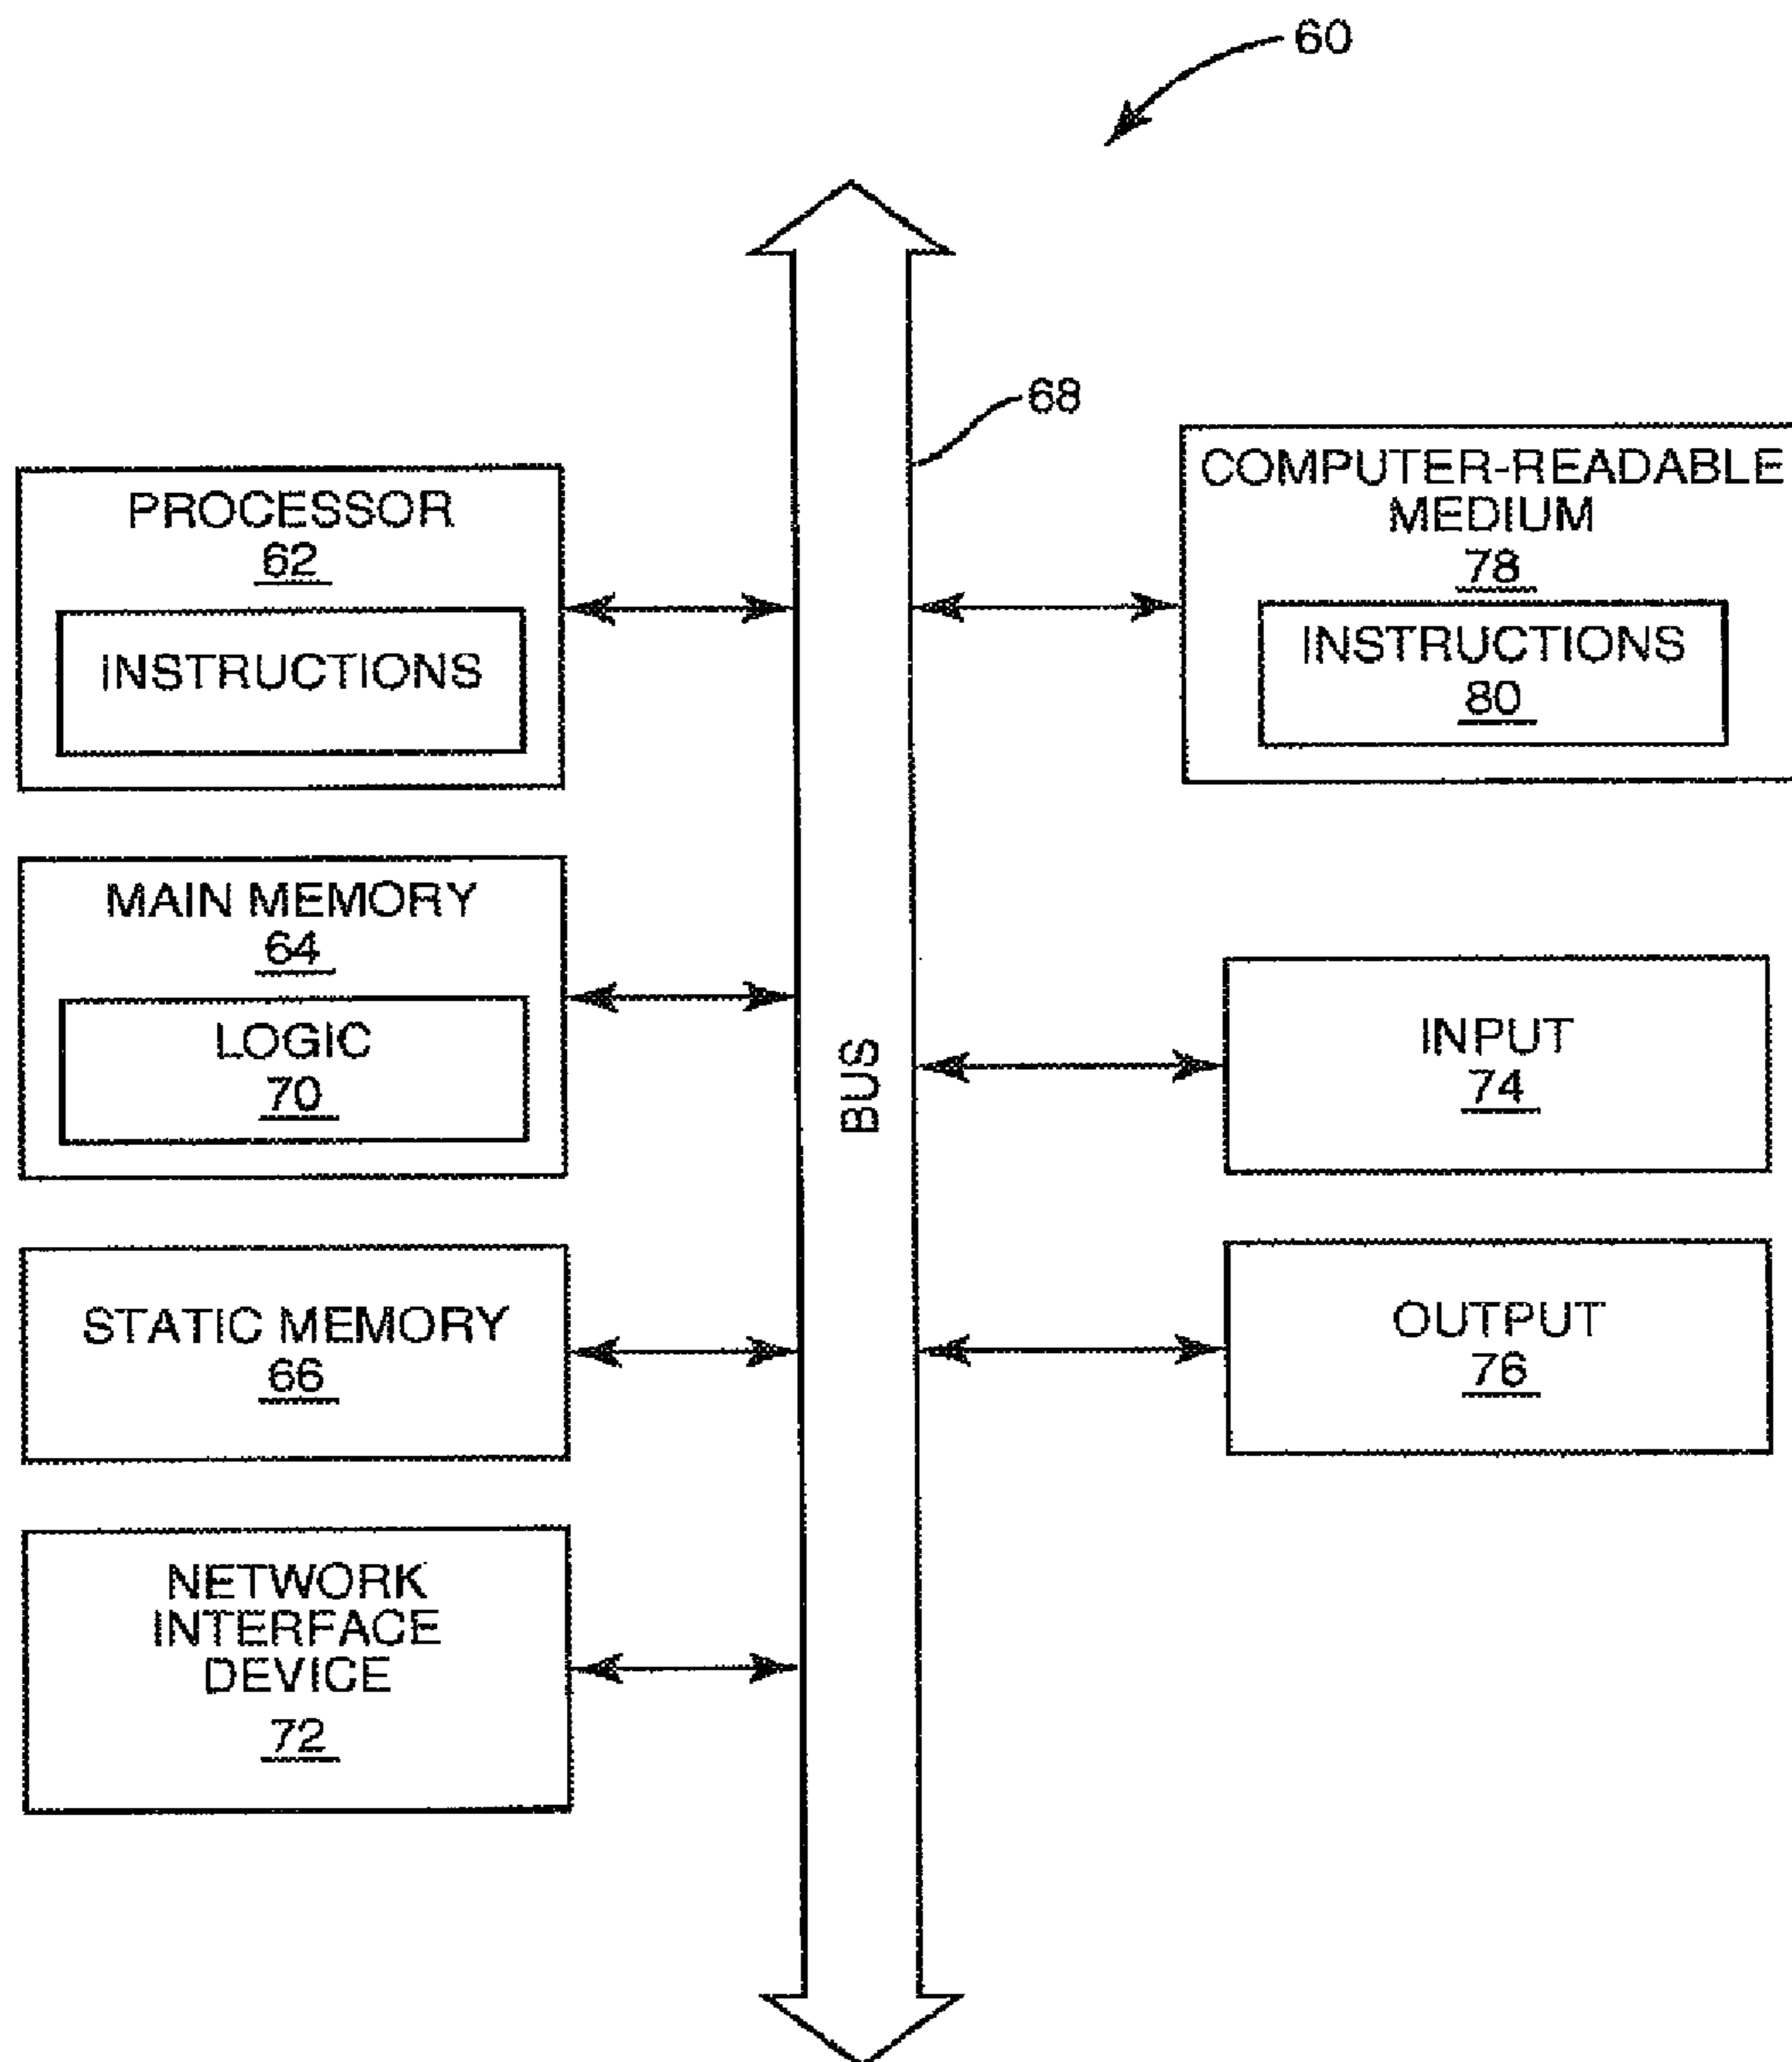 60
68
PROCESSOR
62
INSTRUCTIONS
MAIN MEMORY
64
LOGIC
70
STATIC MEMORY
66
NETWORK
INTERFACE
DEVICE
72
BUS
COMPUTER-READABLE
MEDIUM
78
INSTRUCTIONS
80
INPUT
74
OUTPUT
76